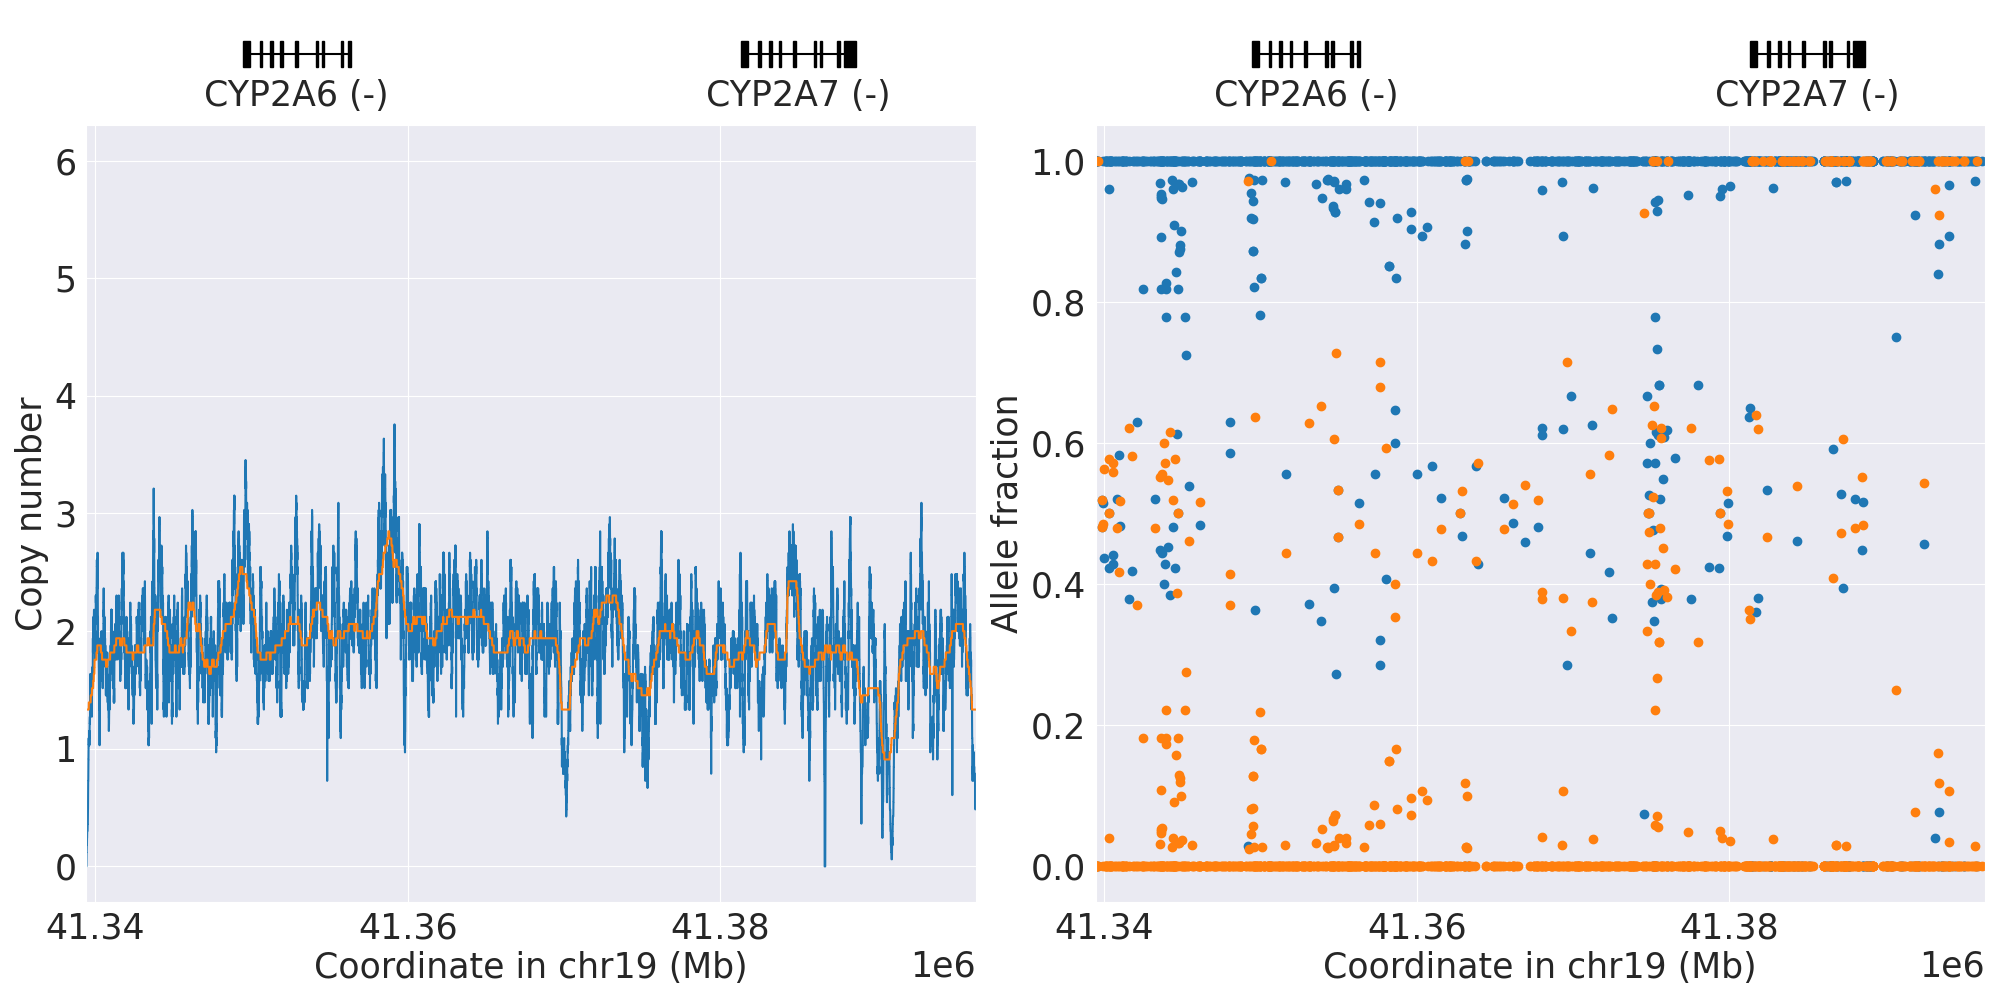 CYP2A6 (-)
CYP2A7 (-)
CYP2A6 (-)
CYP2A7 (-)
Copy number
6
5
4
3
2
1
0
41.34
41.36
41.38
Coordinate in chr19 (Mb)
1e6
Allele fraction
1.0
0.8
0.6
0.4
0.2
0.0
41.34
41.36
41.38
Coordinate in chr19 (Mb)
1e6